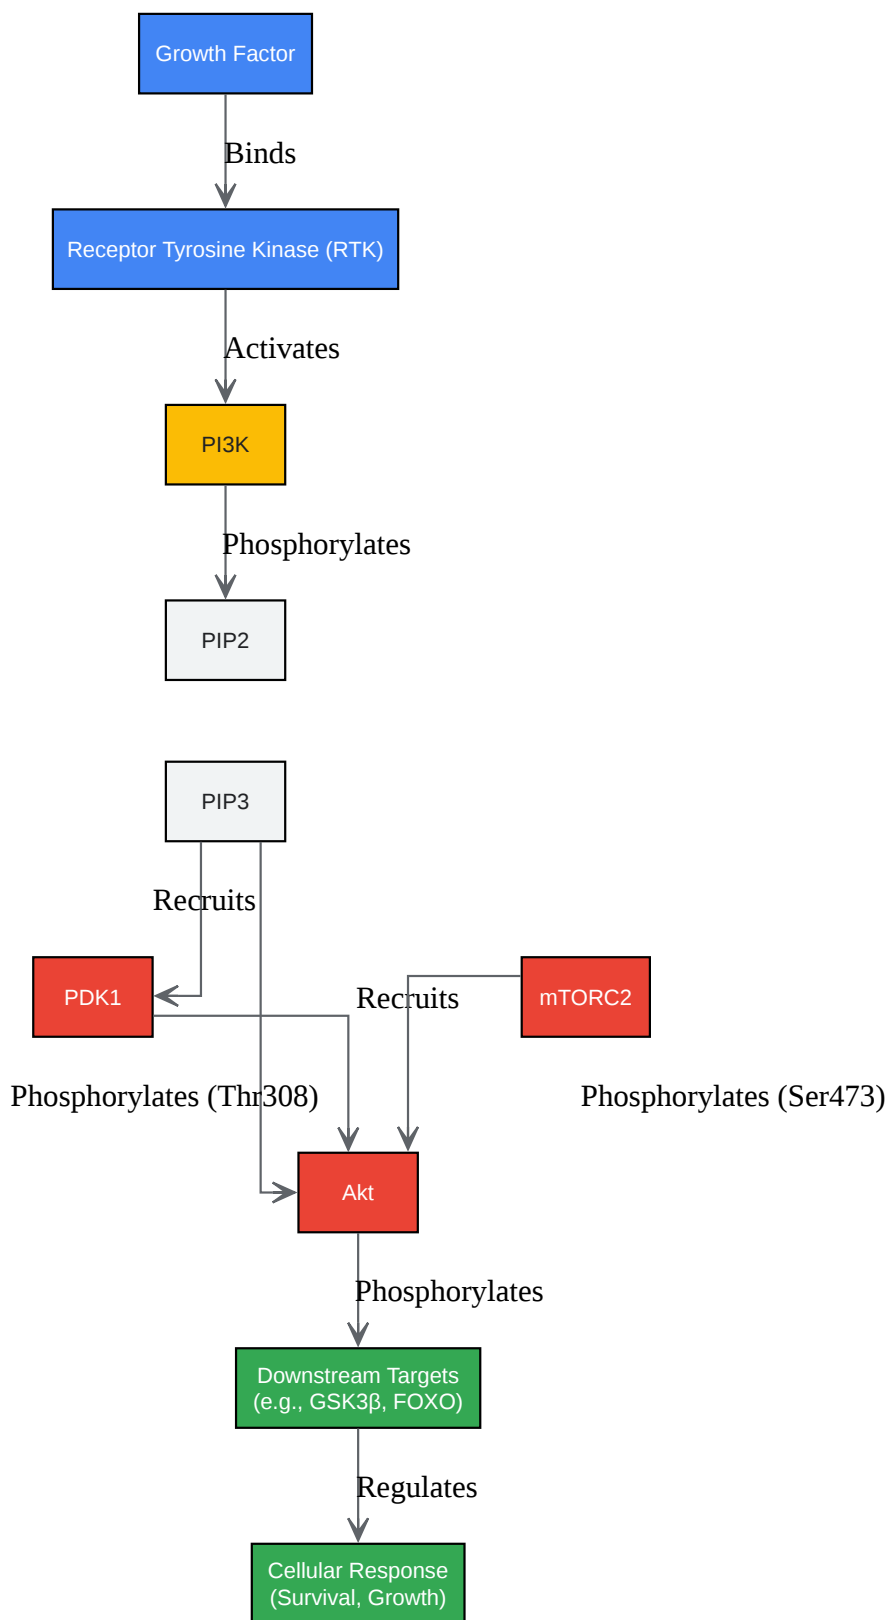 Growth Factor
Binds
Receptor Tyrosine Kinase (RTK)
Activates
PI3K
Phosphorylates
PIP2
PIP3
Recruits
PDK1
Recruits
mTORC2
Phosphorylates (Thr308)
Phosphorylates (Ser473)
Akt
Phosphorylates
Downstream Targets
(e.g., GSK3β, FOXO)
Regulates
Cellular Response
(Survival, Growth)